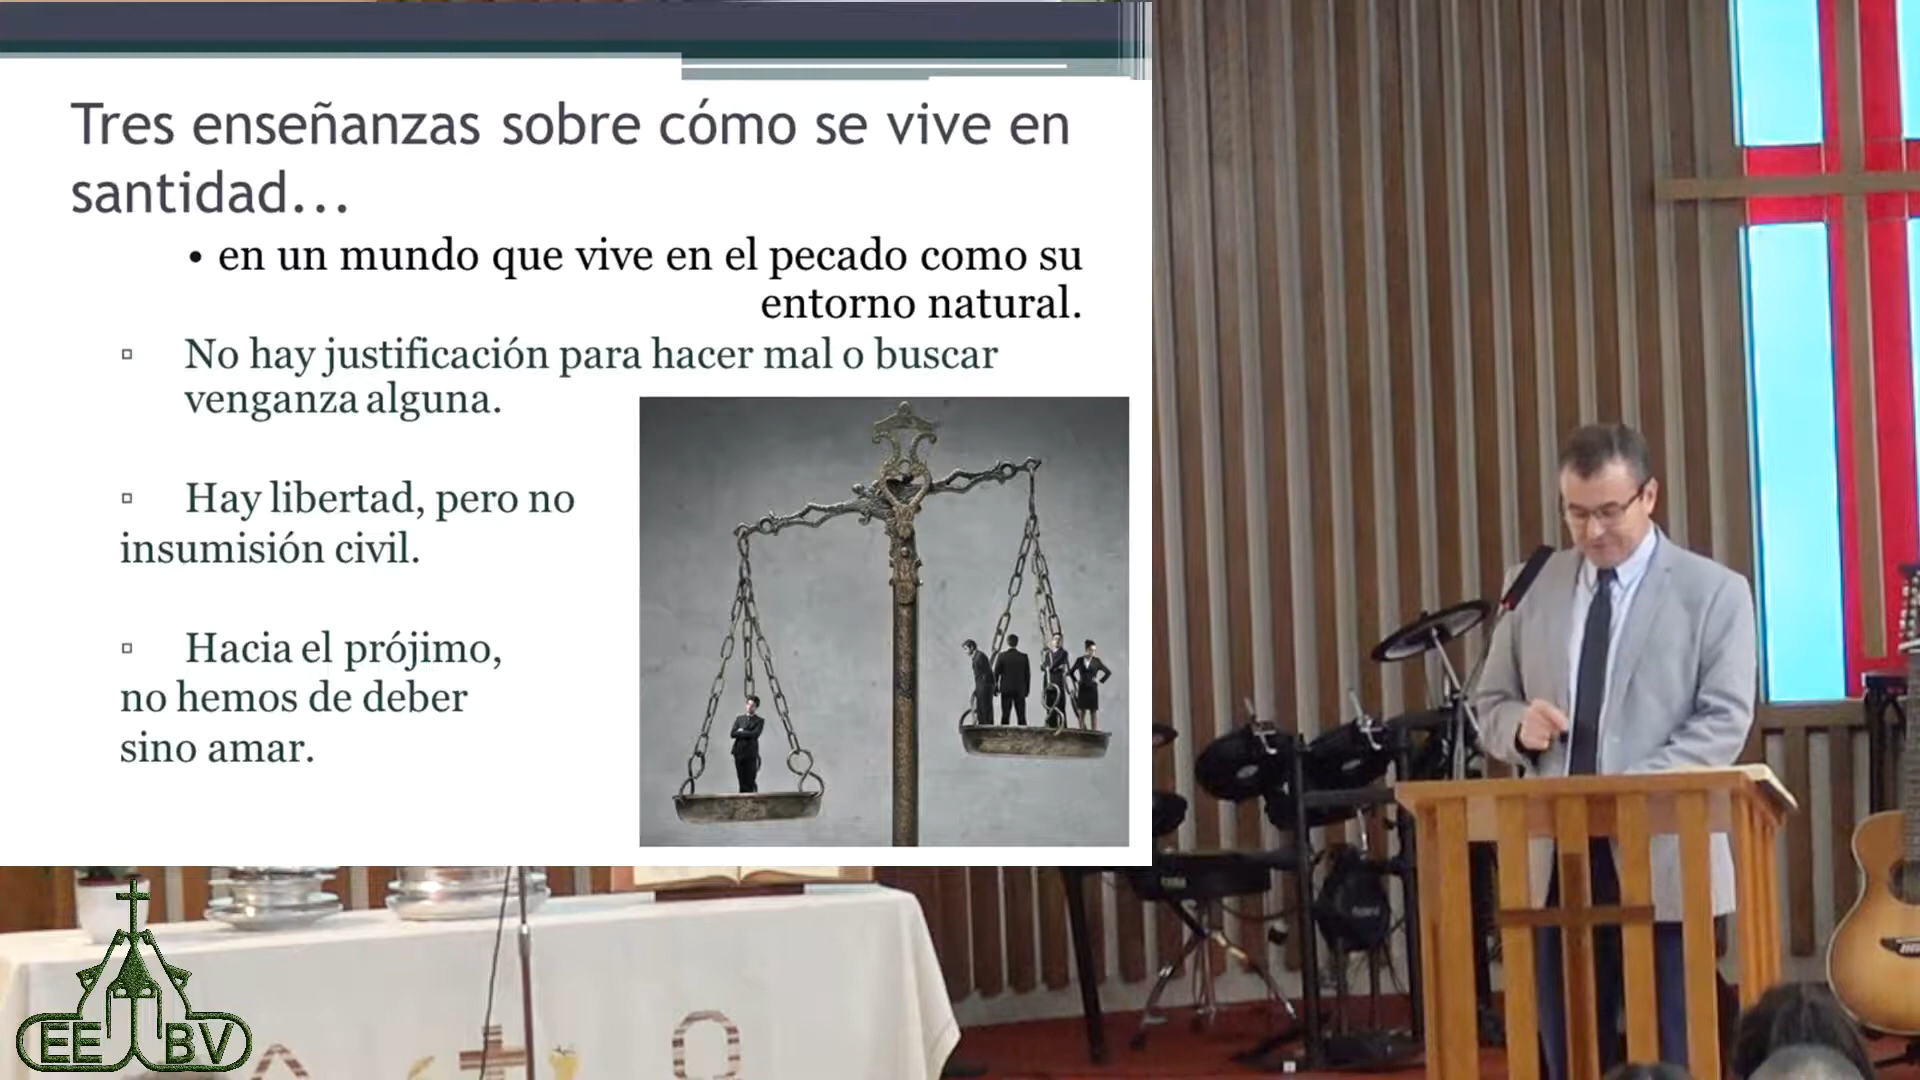 Tres enseñanzas sobre cómo se vive en
santidad...
• en un mundo que vive en el pecado como su
entorno natural.
▫ No hay justificación para hacer mal o buscar
venganza alguna.
▫ Hay libertad, pero no
insumisión civil.
▫ Hacia el prójimo,
no hemos de deber
sino amar.
EE BV
Roland